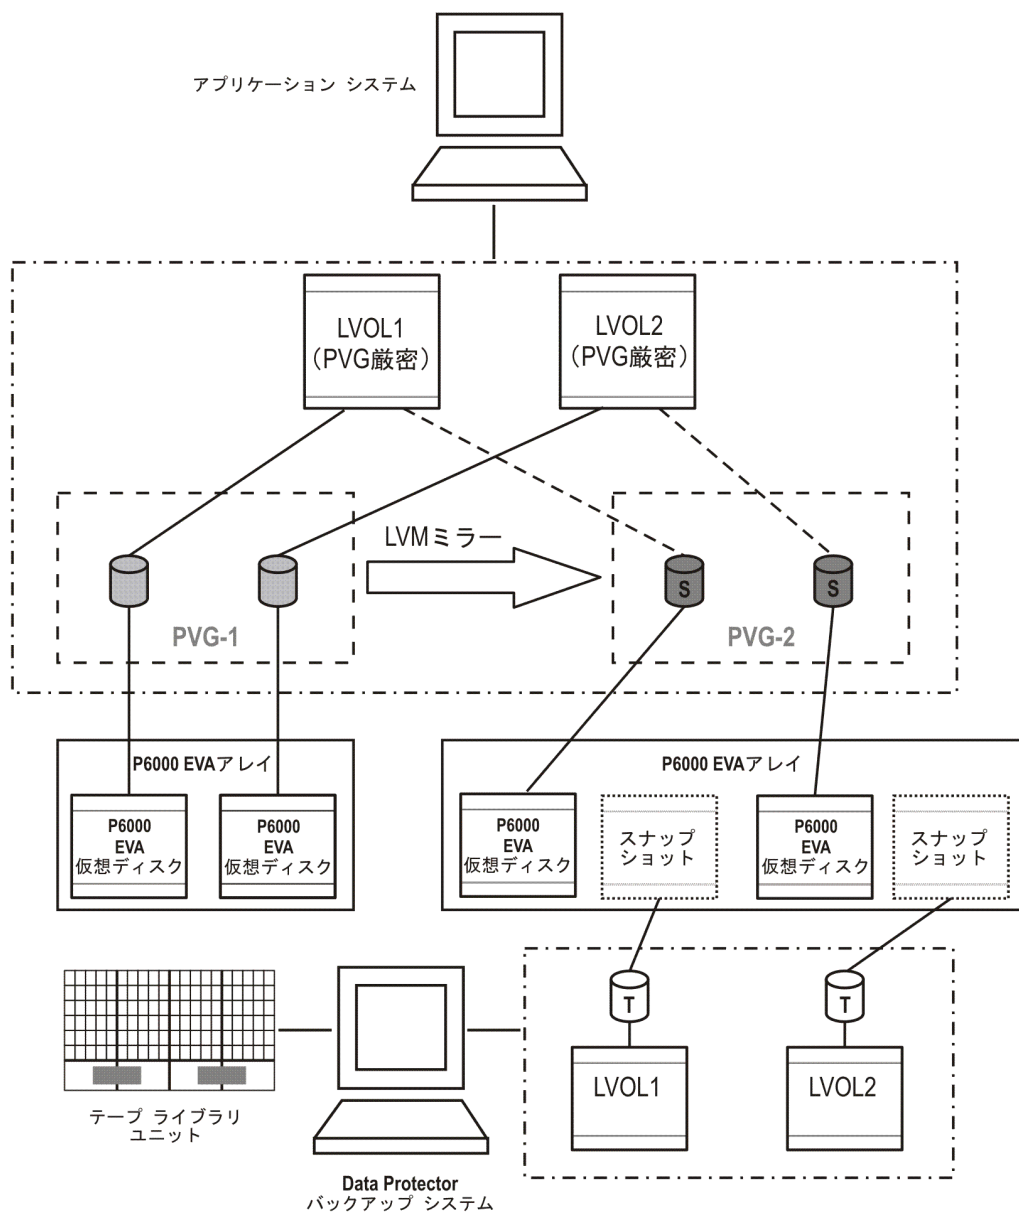 アプリケーション システム
LVOL1
（PVG厳密）
LVOL2
（PVG厳密）
LVMミラー
S
S
PVG-1
PVG-2
P6000 EVAアレイ
P6000
EVA
仮想ディスク
P6000
EVA
仮想ディスク
P6000 EVAアレイ
P6000
EVA
仮想ディスク
スナップ
ショット
P6000
EVA
仮想ディスク
スナップ
ショット
T
T
LVOL1
LVOL2
テープ ライブラリ
ユニット
Data Protector
バックアップ システム